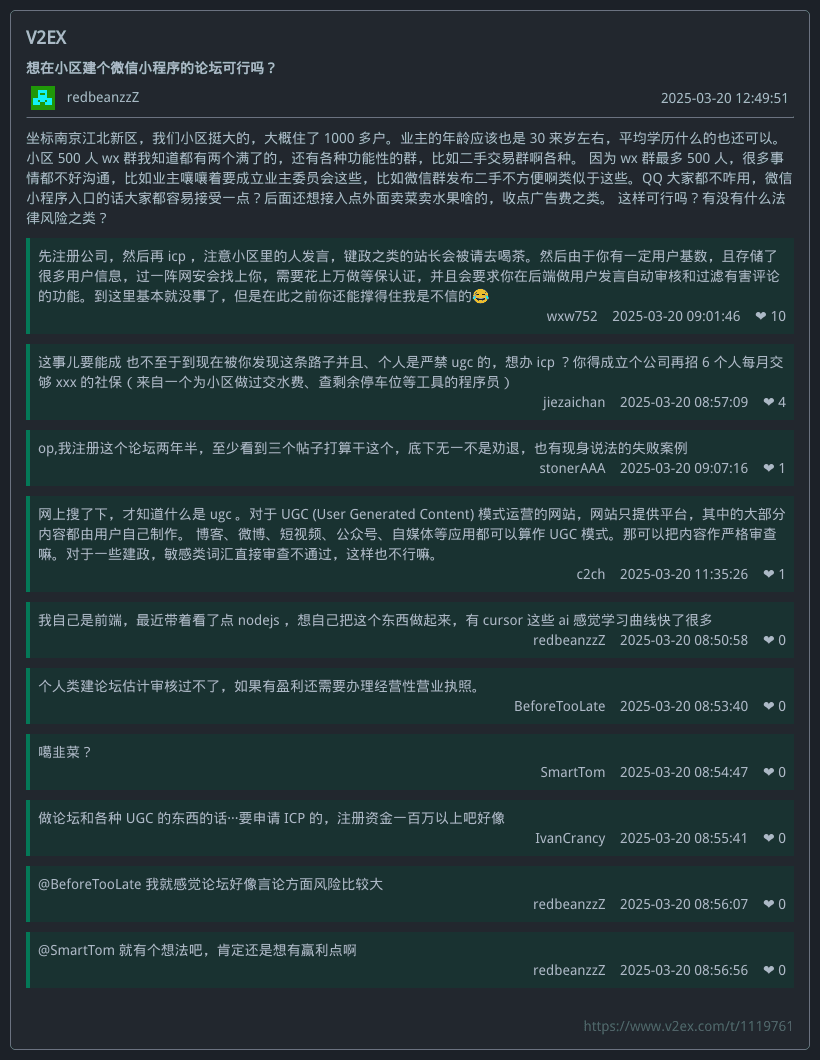 V2EX
想在小区建个微信小程序的论坛可行吗？
redbeanzzZ 2025-03-20 12:49:51
坐标南京江北新区，我们小区挺大的，大概住了 1000 多户。业主的年龄应该也是 30 来岁左右，平均学历什么的也还可以。
小区 500 人 wx 群我知道都有两个满了的，还有各种功能性的群，比如二手交易群啊各种。 因为 wx 群最多 500 人，很多事
情都不好沟通，比如业主嚷嚷着要成立业主委员会这些，比如微信群发布二手不方便啊类似于这些。QQ 大家都不咋用，微信
小程序入口的话大家都容易接受一点？后面还想接入点外面卖菜卖水果啥的，收点广告费之类。 这样可行吗？有没有什么法
律风险之类？
先注册公司，然后再 icp ，注意小区里的人发言，键政之类的站长会被请去喝茶。然后由于你有一定用户基数，且存储了
很多用户信息，过一阵网安会找上你，需要花上万做等保认证，并且会要求你在后端做用户发言自动审核和过滤有害评论
的功能。到这里基本就没事了，但是在此之前你还能撑得住我是不信的😂
wxw752 2025-03-20 09:01:46 ❤ 10
这事儿要能成 也不至于到现在被你发现这条路子并且、个人是严禁 ugc 的，想办 icp ？你得成立个公司再招 6 个人每月交
够 xxx 的社保（来自一个为小区做过交水费、查剩余停车位等工具的程序员）
jiezaichan 2025-03-20 08:57:09 ❤ 4
op,我注册这个论坛两年半，至少看到三个帖子打算干这个，底下无一不是劝退，也有现身说法的失败案例
stonerAAA 2025-03-20 09:07:16 ❤ 1
网上搜了下，才知道什么是 ugc 。对于 UGC (User Generated Content) 模式运营的网站，网站只提供平台，其中的大部分
内容都由用户自己制作。 博客、微博、短视频、公众号、自媒体等应用都可以算作 UGC 模式。那可以把内容作严格审查
嘛。对于一些建政，敏感类词汇直接审查不通过，这样也不行嘛。
c2ch 2025-03-20 11:35:26 ❤ 1
我自己是前端，最近带着看了点 nodejs ，想自己把这个东西做起来，有 cursor 这些 ai 感觉学习曲线快了很多
redbeanzzZ 2025-03-20 08:50:58 ❤ 0
个人类建论坛估计审核过不了，如果有盈利还需要办理经营性营业执照。
BeforeTooLate 2025-03-20 08:53:40 ❤ 0
噶韭菜？
SmartTom 2025-03-20 08:54:47 ❤ 0
做论坛和各种 UGC 的东西的话···要申请 ICP 的，注册资金一百万以上吧好像
IvanCrancy 2025-03-20 08:55:41 ❤ 0
@BeforeTooLate 我就感觉论坛好像言论方面风险比较大
redbeanzzZ 2025-03-20 08:56:07 ❤ 0
@SmartTom 就有个想法吧，肯定还是想有赢利点啊
redbeanzzZ 2025-03-20 08:56:56 ❤ 0
https://www.v2ex.com/t/1119761